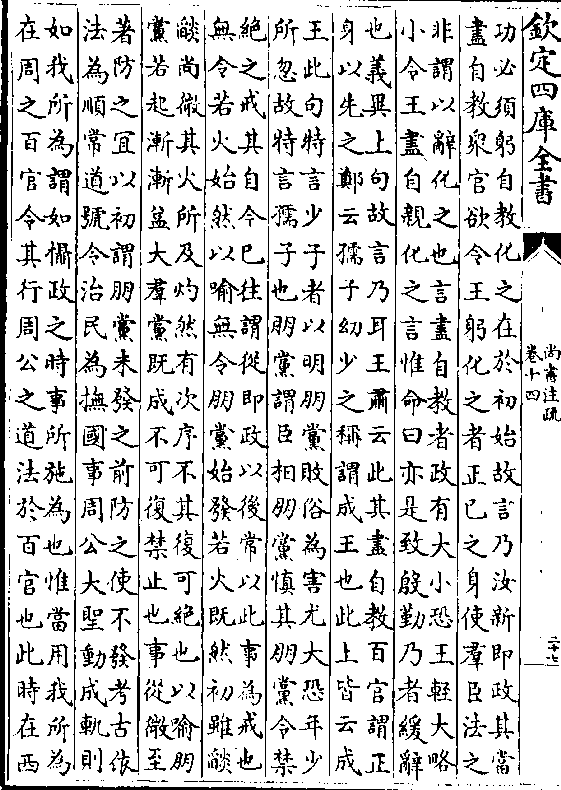 欽定四庫全書
尚書注疏
卷十四
二十七
功必須躬自教化之在於初始故言乃汝新即政其當
盡自教衆官欲令王躬化之者正已之身使羣臣法之
非謂以辭化之也言盡自教者政有大小恐王輕大略
小令王盡自親化之言惟命曰亦是致殷勤乃者緩辭
也義異上句故言乃耳王肅云此其盡自教百官謂正
身以先之鄭云孺子幼少之稱謂成王也此上皆云成
王此句特言少子者以明朋黨敗俗為害尤大恐年少
所忽故特言孺子也朋黨謂臣相朋黨慎其朋黨令禁
絶之戒其自今已往謂從即政以後常以此事為戒也
無令若火始然以喻無令朋黨始發若火既然初雖燄
燄尚微其火所及灼然有次序不其復可絶也以喻朋
黨若起漸漸益大羣黨既成不可復禁止也事從微至
著防之宜以初謂朋黨未發之前防之使不發考古依
法為順常道號令治民為撫國事周公大聖動成軌則
如我所為謂如攝政之時事所施為也惟當用我所為
在周之百官令其行周公之道法於百官也此時在西